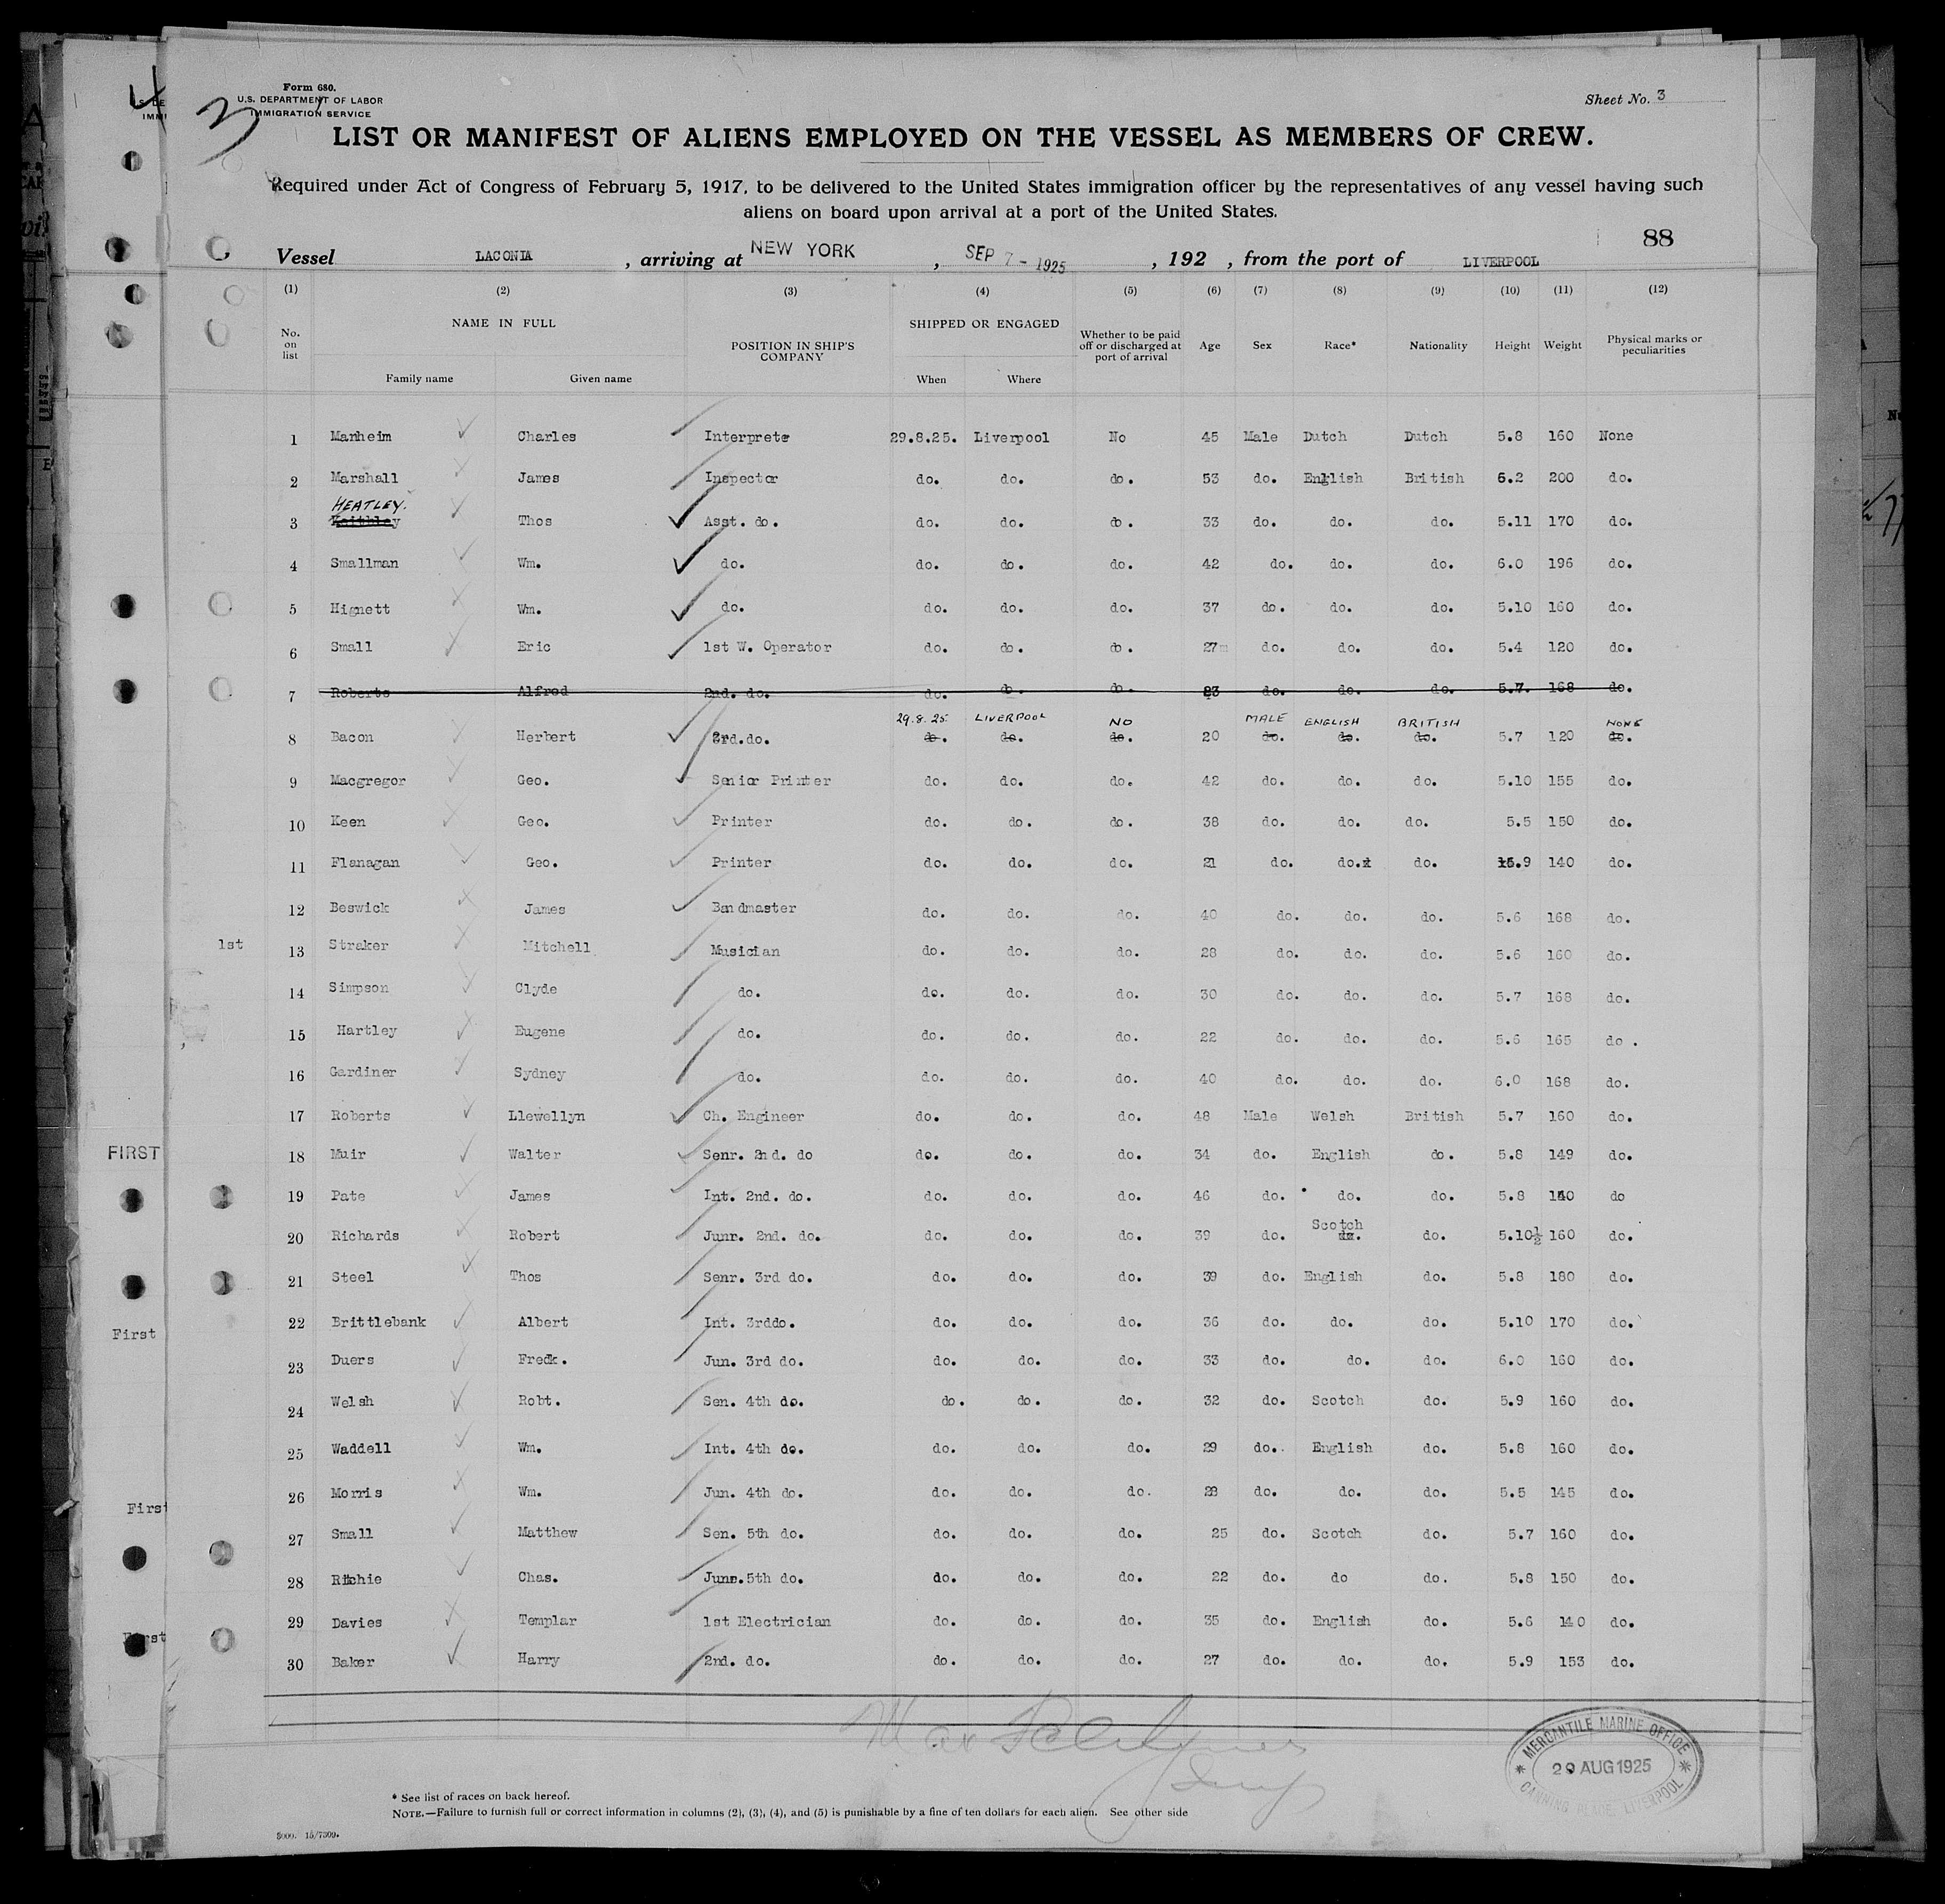 Form 680.
U.S. DEPARTMENT OF LABOR
IMMIGRATION SERVICE
3
Sheet No. 3
LIST OR MANIFEST OF ALIENS EMPLOYED ON THE VESSEL AS MEMBERS OF CREW.
Required under Act of Congress of February 5, 1917, to be delivered to the United States immigration officer by the representatives of any vessel having such
aliens on board upon arrival at a port of the United States.
88
Vessel LACONIA , arriving at NEW YORK , SEP 7 - 1925 , 192 , from the port of LIVERPOOL
(1) (2) (3) (4) (5) (6) (7) (8) (9) (10) (11) (12)
No. on list NAME IN FULL Family name Given name POSITION IN SHIP'S COMPANY SHIPPED OR ENGAGED When Where Whether to be paid off or discharged at port of arrival Age Sex Race* Nationality Height Weight Physical marks or peculiarities
1 Manheim Charles Interprete 29.8.25. Liverpool No 45 Male Dutch Dutch 5.8 160 None
2 Marshall James Inspector do. do. do. 53 do. English British 6.2 200 do.
HEATLEY.
3 Keithley Thos Asst. do. do. do. do. 33 do. do. do. 5.11 170 do.
4 Smallman Wm. do. do. do. do. 42 do. do. do. 6.0 196 do.
5 Hignett Wm. do. do. do. do. 37 do. do. do. 5.10 160 do.
6 Small Eric 1st W. Operator do. do. do. 27 do. do. do. 5.4 120 do.
7 Roberts Alfred 2nd. do. do. do. do. 23 do. do. do. 5.7. 168 do.
29.8.25. LIVERPOOL NO MALE ENGLISH BRITISH NONE
8 Bacon Herbert 3rd.do. do. do. do. 20 do. do. do. 5.7 120 do.
9 Macgregor Geo. Senior Printer do. do. do. 42 do. do. do. 5.10 155 do.
10 Keen Geo. Printer do. do. do. 38 do. do. do. 5.5 150 do.
11 Flanagan Geo. Printer do. do. do. 21 do. do. do. 5.9 140 do.
12 Beswick James Bandmaster do. do. do. 40 do. do. do. 5.6 168 do.
1st 13 Straker Mitchell Musician do. do. do. 28 do. do. do. 5.6 160 do.
14 Simpson Clyde do. do. do. do. 30 do. do. do. 5.7 168 do.
15 Hartley Eugene do. do. do. do. 22 do. do. do. 5.6 165 do.
16 Gardiner Sydney do. do. do. do. 40 do. do. do. 6.0 168 do.
17 Roberts Llewellyn Ch. Engineer do. do. do. 48 Male Welsh British 5.7 160 do.
FIRST 18 Muir Walter Senr. 2nd. do do. do. do. 34 do. English do. 5.8 149 do.
19 Pate James Int. 2nd. do. do. do. do. 46 do. do. do. 5.8 140 do
Scotch
20 Richards Robert Junr. 2nd. do. do. do. do. 39 do. do. do. 5.10½ 160 do.
21 Steel Thos Senr. 3rd do. do. do. do. 39 do. English do. 5.8 180 do.
First 22 Brittlebank Albert Int. 3rddo. do. do. do. 36 do. do. do. 5.10 170 do.
23 Duers Fredk. Jun. 3rd do. do. do. do. 33 do. do. do. 6.0 160 do.
24 Welsh Robt. Sen. 4th do. do. do. do. 32 do. Scotch do. 5.9 160 do.
25 Waddell Wm. Int. 4th do. do. do. do. 29 do. English do. 5.8 160 do.
First 26 Morris Wm. Jun. 4th do. do. do. do. 28 do. do. do. 5.5 145 do.
27 Small Matthew Sen. 5th do. do. do. do. 25 do. Scotch do. 5.7 160 do.
28 Ritchie Chas. Junr.5th do. do. do. do. 22 do. do do. 5.8 150 do.
First 29 Davies Templar 1st Electrician do. do. do. 35 do. English do. 5.6 140 do.
30 Baker Harry 2nd. do. do. do. do. 27 do. do. do. 5.9 153 do.
MERCANTILE MARINE OFFICE
29 AUG 1925
CANNING PLACE LIVERPOOL
* See list of races on back hereof.
NOTE.—Failure to furnish full or correct information in columns (2), (3), (4), and (5) is punishable by a fine of ten dollars for each alien. See other side